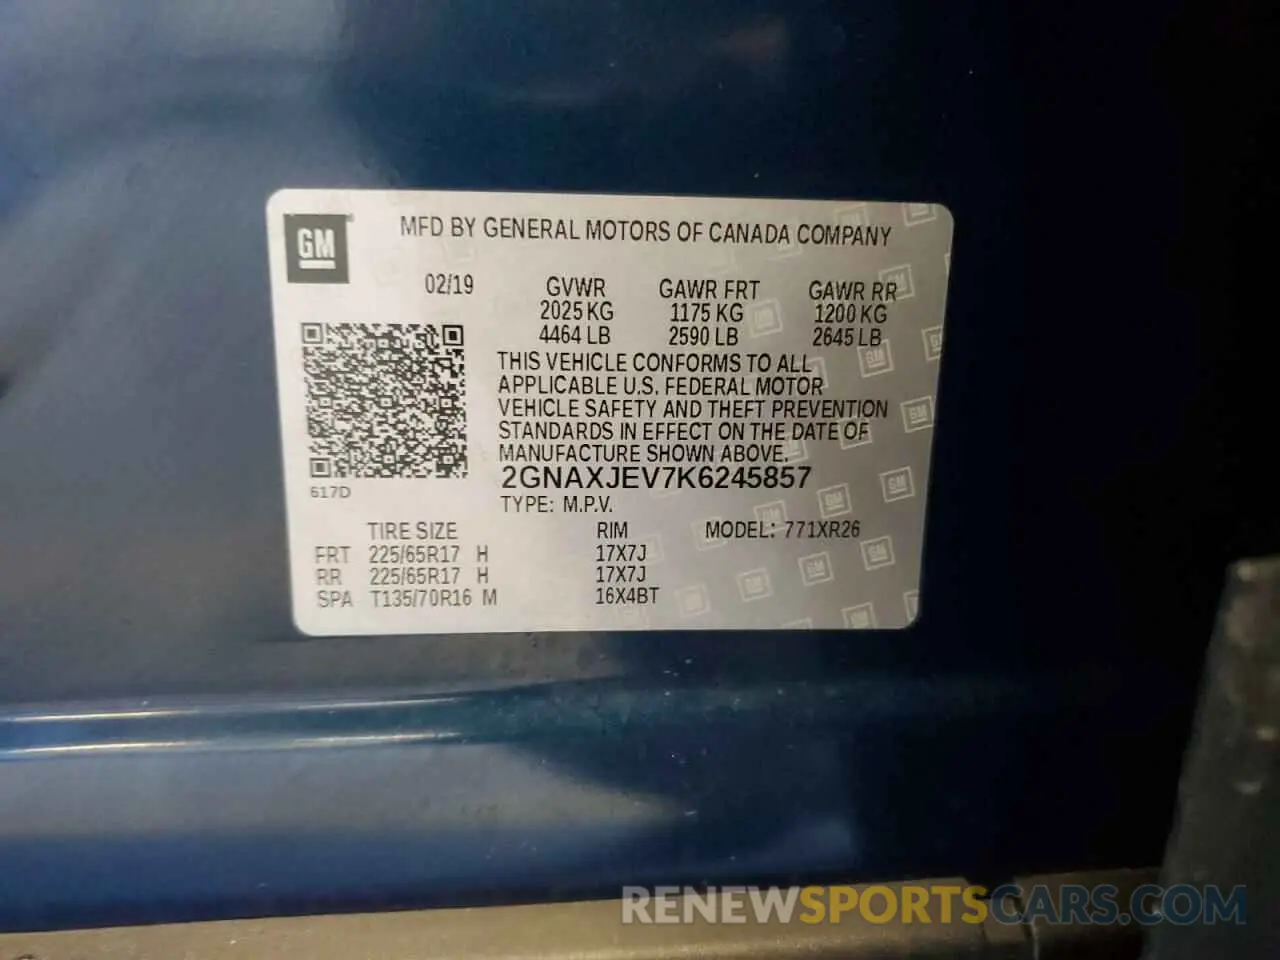 GM
MFD BY GENERAL MOTORS OF CANADA COMPANY
02/19 GVWR GAWR FRT GAWR RR
2025 KG 1175 KG 1200 KG
4464 LB 2590 LB 2645 LB
THIS VEHICLE CONFORMS TO ALL
APPLICABLE U.S. FEDERAL MOTOR
VEHICLE SAFETY AND THEFT PREVENTION
STANDARDS IN EFFECT ON THE DATE OF
MANUFACTURE SHOWN ABOVE.
2GNAXJEV7K6245857
617D
TYPE: M.P.V.
TIRE SIZE RIM MODEL: 771XR26
FRT 225/65R17 H 17X7J
RR 225/65R17 H 17X7J
SPA T135/70R16 M 16X4BT
RENEWSPORTSCARS.COM